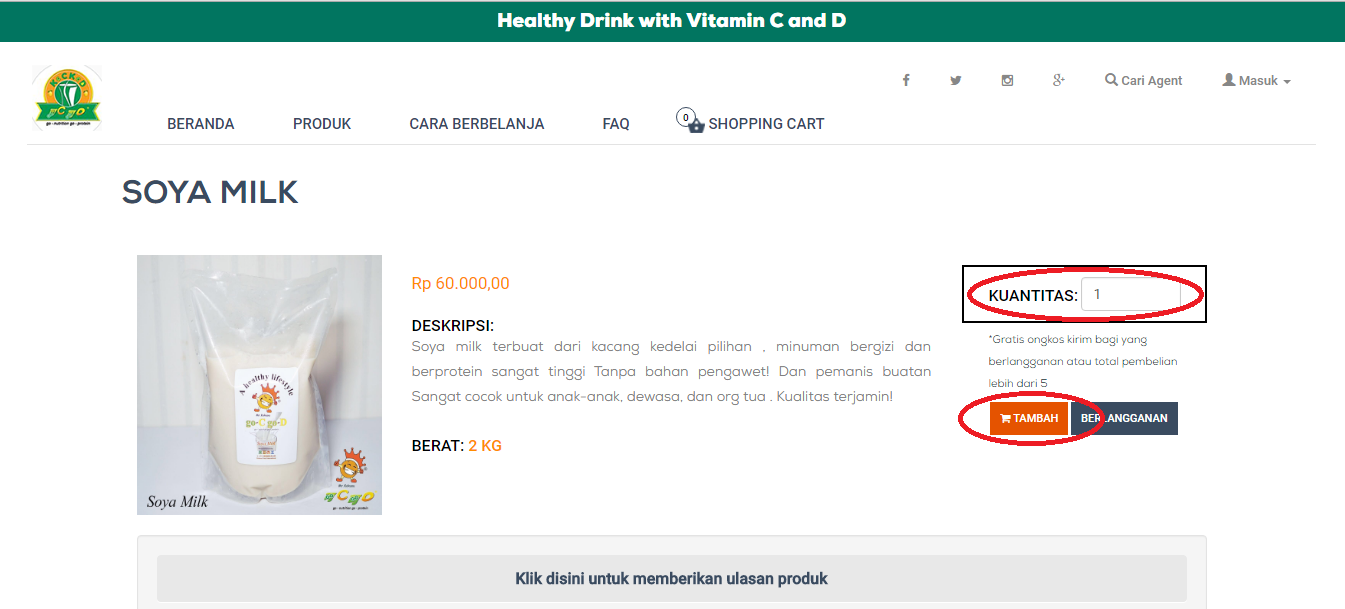 Healthy Drink with Vitamin C and D
Cari Agent
Masuk
BERANDA
PRODUK
CARA BERBELANJA
FAQ
0
SHOPPING CART
SOYA MILK
Rp 60.000,00
DESKRIPSI:
Soya milk terbuat dari kacang kedelai pilihan , minuman bergizi dan
berprotein sangat tinggi Tanpa bahan pengawet! Dan pemanis buatan
Sangat cocok untuk anak-anak, dewasa, dan org tua . Kualitas terjamin!
BERAT: 2 KG
KUANTITAS: 1
*Gratis ongkos kirim bagi yang
berlangganan atau total pembelian
lebih dari 5
TAMBAH
BERLANGGANAN
A healthy lifestyle
go-C go-D
Soya Milk
Klik disini untuk memberikan ulasan produk